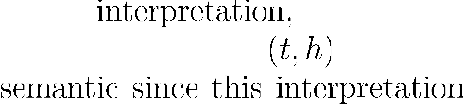 interpretation,
(t, h)
semantic since this interpretation